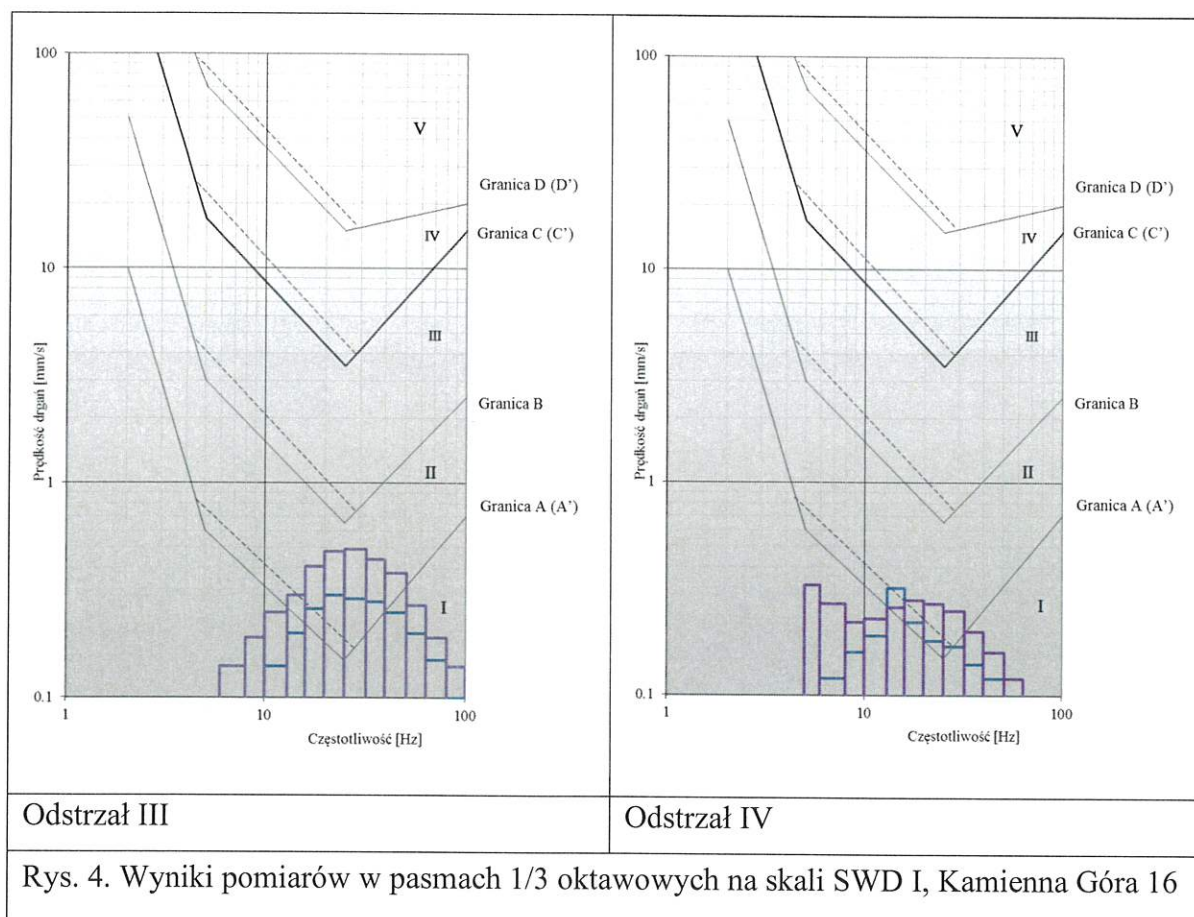 100
V
Granica D (D')
IV
Granica C (C')
10
III
Prędkość drgań [mm/s]
Granica B
II
1
Granica A (A')
I
0.1
1
10
100
Częstotliwość [Hz]
100
V
Granica D (D')
IV
Granica C (C')
10
III
Prędkość drgań [mm/s]
Granica B
II
1
Granica A (A')
I
0.1
1
10
100
Częstotliwość [Hz]
Odstrzał III
Odstrzał IV
Rys. 4. Wyniki pomiarów w pasmach 1/3 oktawowych na skali SWD I, Kamienna Góra 16